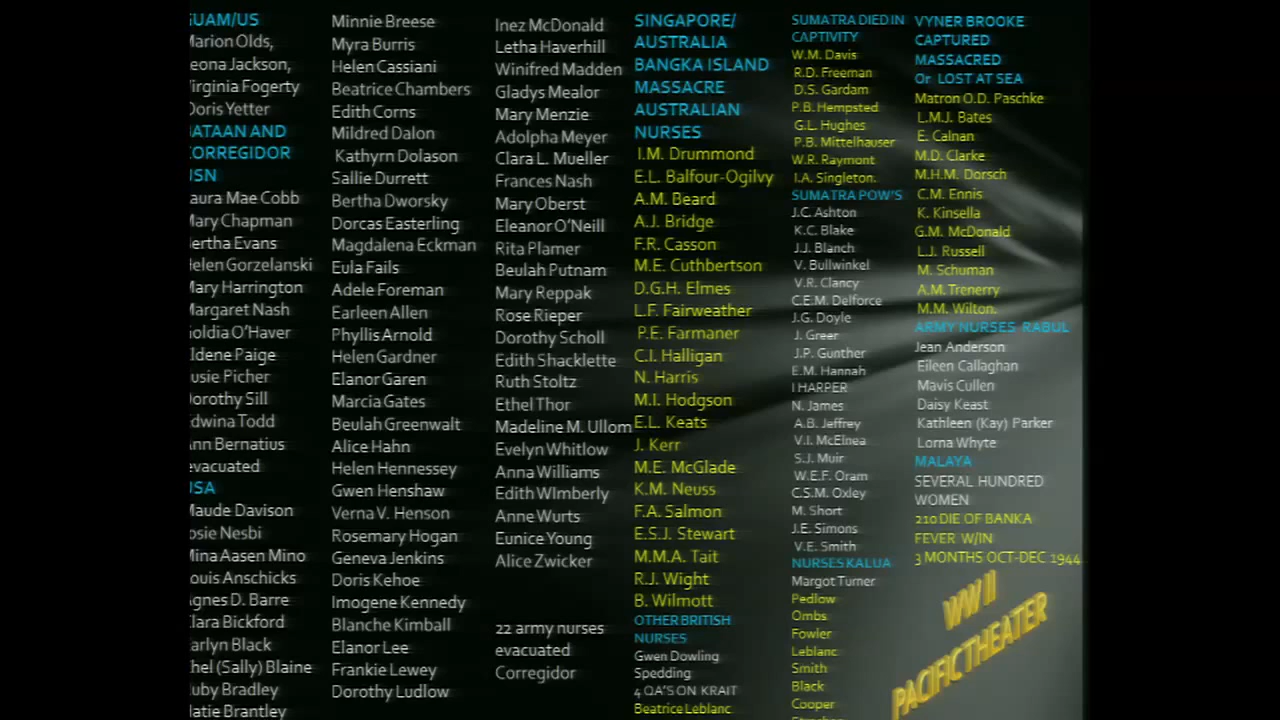 GUAM/US
Marion Olds,
eona Jackson,
Virginia Fogerty
Doris Yetter
BATAAN AND
CORREGIDOR
USN
aura Mae Cobb
Mary Chapman
Bertha Evans
Helen Gorzelanski
Mary Harrington
Margaret Nash
Goldia O'Haver
Eldene Paige
Susie Picher
Dorothy Sill
Edwina Todd
Ann Bernatius
evacuated
USA
Maude Davison
osie Nesbi
Mina Aasen Mino
Louis Anschicks
Agnes D. Barre
Clara Bickford
Earlyn Black
Ethel (Sally) Blaine
Ruby Bradley
Hatie Brantley
Minnie Breese
Myra Burris
Helen Cassiani
Beatrice Chambers
Edith Corns
Mildred Dalon
Kathyrn Dolason
Sallie Durrett
Bertha Dworsky
Dorcas Easterling
Magdalena Eckman
Eula Fails
Adele Foreman
Earleen Allen
Phyllis Arnold
Helen Gardner
Elanor Garen
Marcia Gates
Beulah Greenwalt
Alice Hahn
Helen Hennessey
Gwen Henshaw
Verna V. Henson
Rosemary Hogan
Geneva Jenkins
Doris Kehoe
Imogene Kennedy
Blanche Kimball
Elanor Lee
Frankie Lewey
Dorothy Ludlow
Inez McDonald
Letha Haverhill
Winifred Madden
Gladys Mealor
Mary Menzie
Adolpha Meyer
Clara L. Mueller
Frances Nash
Mary Oberst
Eleanor O'Neill
Rita Plamer
Beulah Putnam
Mary Reppak
Rose Rieper
Dorothy Scholl
Edith Shacklette
Ruth Stoltz
Ethel Thor
Madeline M. Ullom
Evelyn Whitlow
Anna Williams
Edith WImberly
Anne Wurts
Eunice Young
Alice Zwicker
22 army nurses
evacuated
Corregidor
SINGAPORE/
AUSTRALIA
BANGKA ISLAND
MASSACRE
AUSTRALIAN
NURSES
I.M. Drummond
E.L. Balfour-Ogilvy
A.M. Beard
A.J. Bridge
F.R. Casson
M.E. Cuthbertson
D.G.H. Elmes
L.F. Fairweather
P.E. Farmaner
C.I. Halligan
N. Harris
M.I. Hodgson
E.L. Keats
J. Kerr
M.E. McGlade
K.M. Neuss
F.A. Salmon
E.S.J. Stewart
M.M.A. Tait
R.J. Wight
B. Wilmott
OTHER BRITISH
NURSES
Gwen Dowling
Spedding
4 QA'S ON KRAIT
Beatrice Leblanc
SUMATRA DIED IN
CAPTIVITY
W.M. Davis
R.D. Freeman
D.S. Gardam
P.B. Hempsted
G.L. Hughes
P.B. Mittelhauser
W.R. Raymont
I.A. Singleton.
SUMATRA POW'S
J.C. Ashton
K.C. Blake
J.J. Blanch
V. Bullwinkel
V.R. Clancy
C.E.M. Delforce
J.G. Doyle
J. Greer
J.P. Gunther
E.M. Hannah
I HARPER
N. James
A.B. Jeffrey
V.I. McElnea
S.J. Muir
W.E.F. Oram
C.S.M. Oxley
M. Short
J.E. Simons
V.E. Smith
NURSES KALUA
Margot Turner
Pedlow
Ombs
Fowler
Leblanc
Smith
Black
Cooper
VYNER BROOKE
CAPTURED
MASSACRED
Or LOST AT SEA
Matron O.D. Paschke
L.M.J. Bates
E. Calnan
M.D. Clarke
M.H.M. Dorsch
C.M. Ennis
K. Kinsella
G.M. McDonald
L.J. Russell
M. Schuman
A.M. Trenerry
M.M. Wilton.
ARMY NURSES RABUL
Jean Anderson
Eileen Callaghan
Mavis Cullen
Daisy Keast
Kathleen (Kay) Parker
Lorna Whyte
MALAYA
SEVERAL HUNDRED
WOMEN
210 DIE OF BANKA
FEVER W/IN
3 MONTHS OCT-DEC 1944
WW II
PACIFIC THEATER